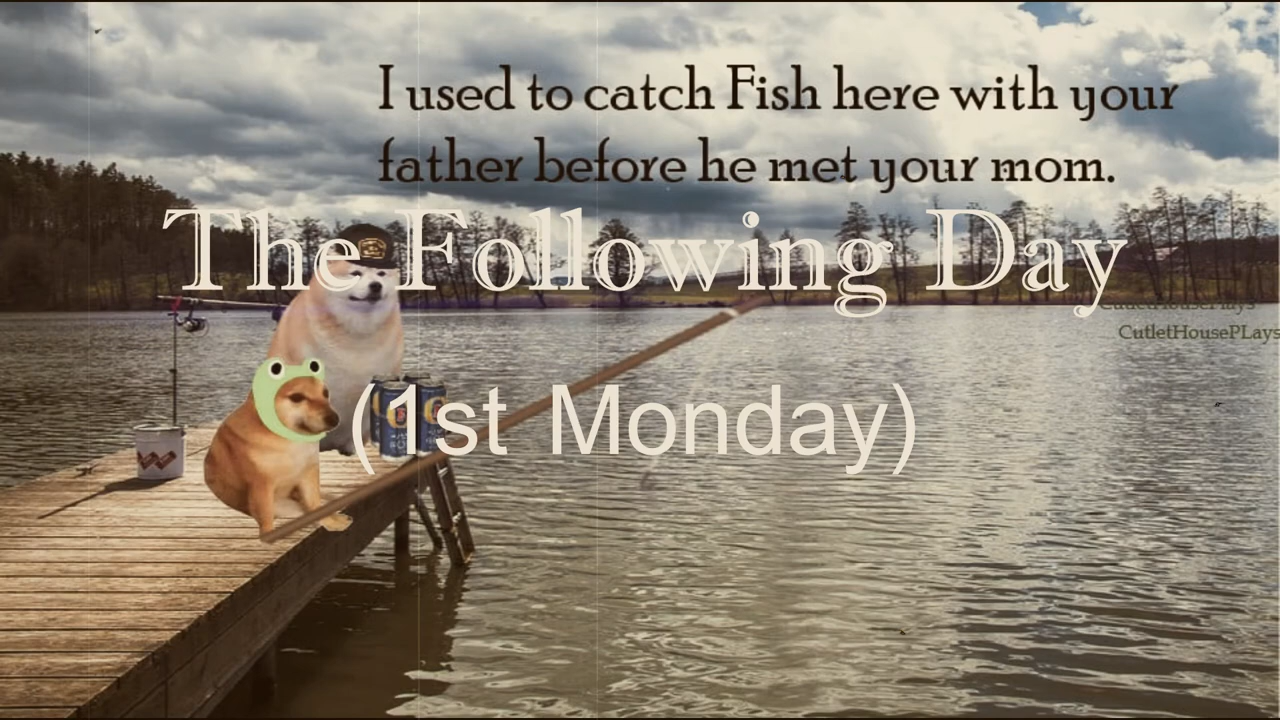 I used to catch Fish here with your
father before he met your mom.
The Following Day
CutletHousePlays
CutletHousePLays
(1st Monday)